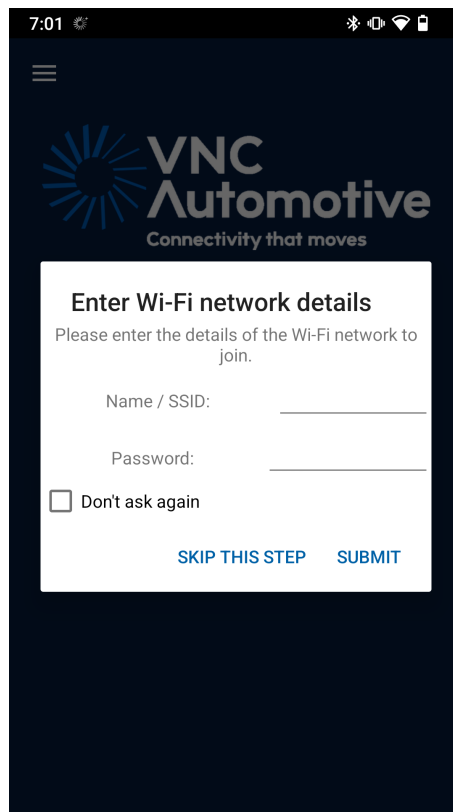 7:01
VNC
Automotive
Connectivity that moves
Enter Wi-Fi network details
Please enter the details of the Wi-Fi network to
join.
Name / SSID:
Password:
Don't ask again
SKIP THIS STEP SUBMIT